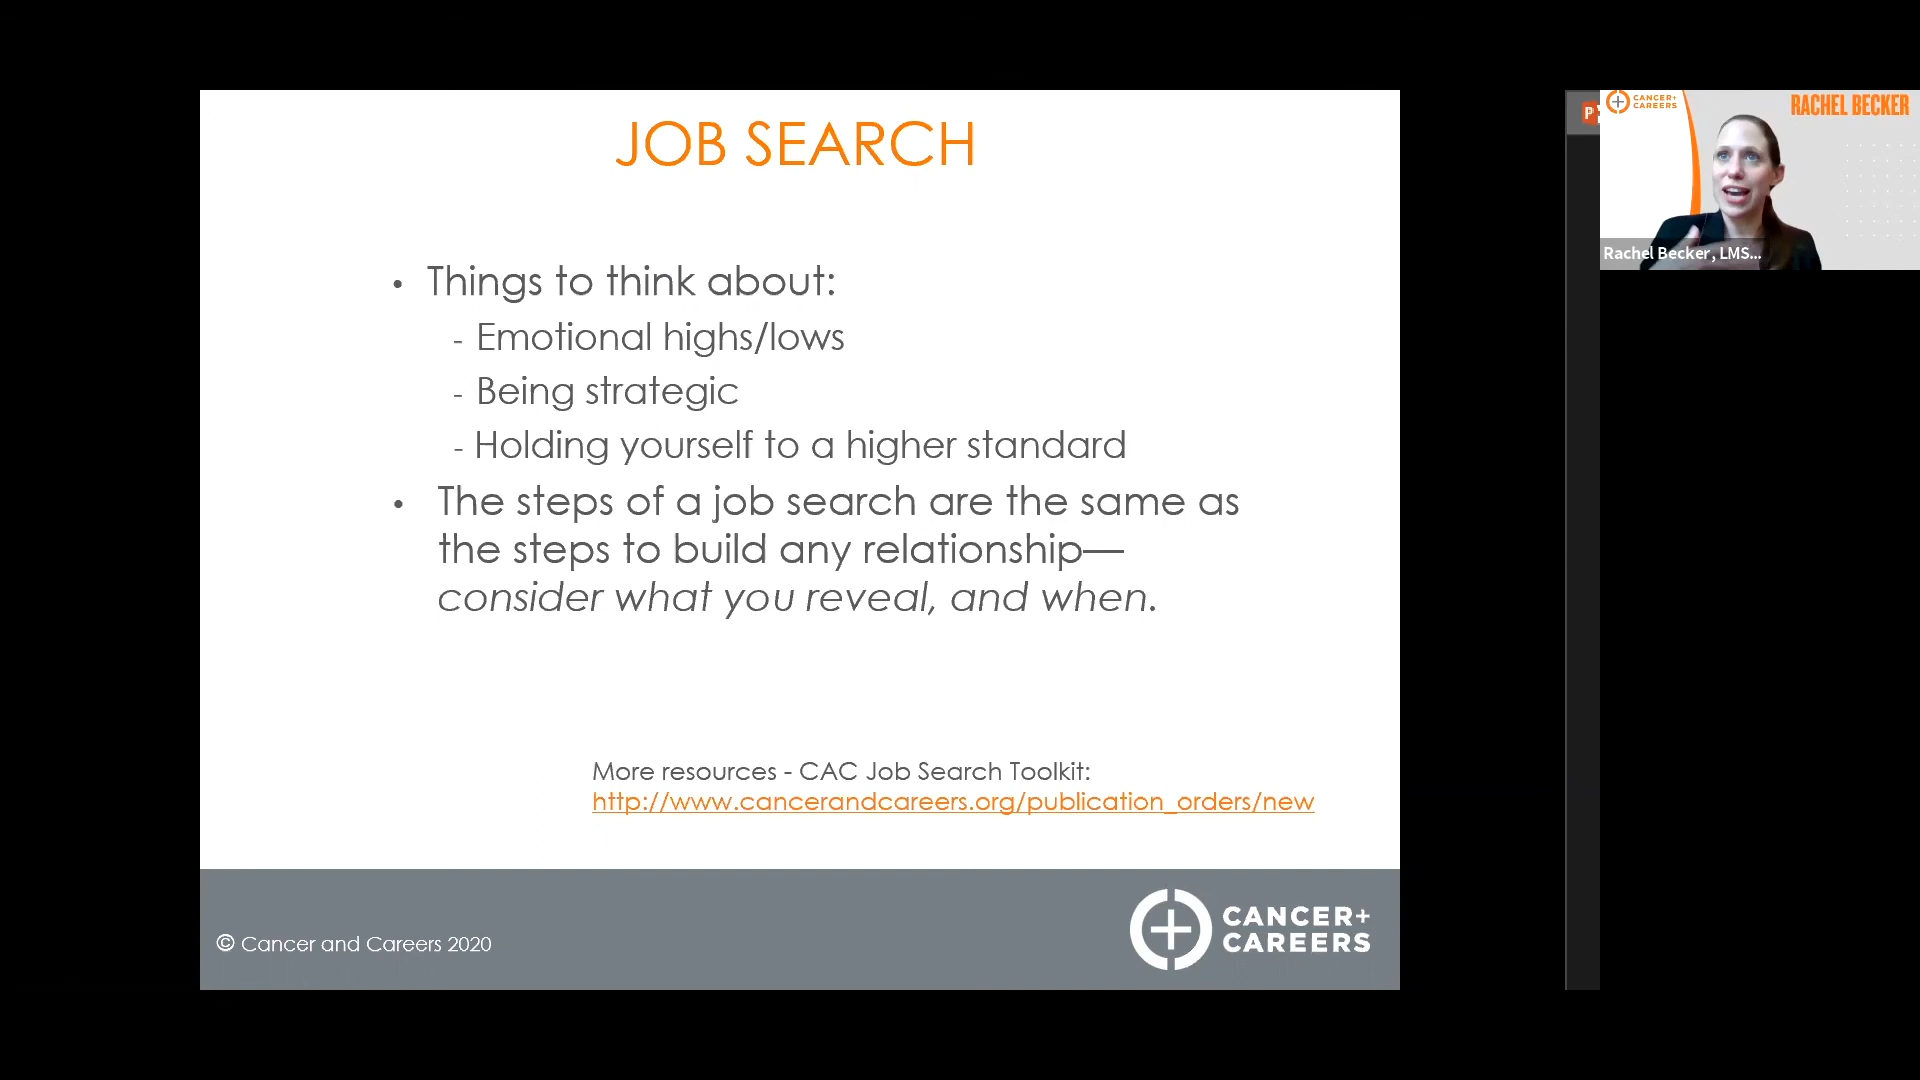 JOB SEARCH
• Things to think about:
- Emotional highs/lows
- Being strategic
- Holding yourself to a higher standard
• The steps of a job search are the same as
the steps to build any relationship—
consider what you reveal, and when.
More resources - CAC Job Search Toolkit:
http://www.cancerandcareers.org/publication_orders/new
© Cancer and Careers 2020
CANCER+
CAREERS
CANCER+
CAREERS
RACHEL BECKER
Rachel Becker, LMS...